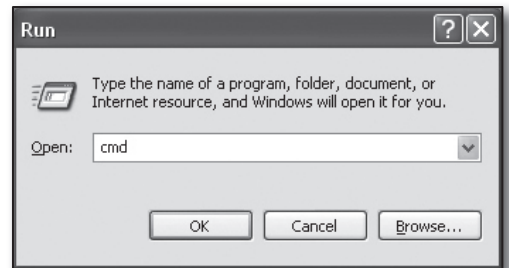 Run
Type the name of a program, folder, document, or
Internet resource, and Windows will open it for you.
Open: cmd
OK Cancel Browse...